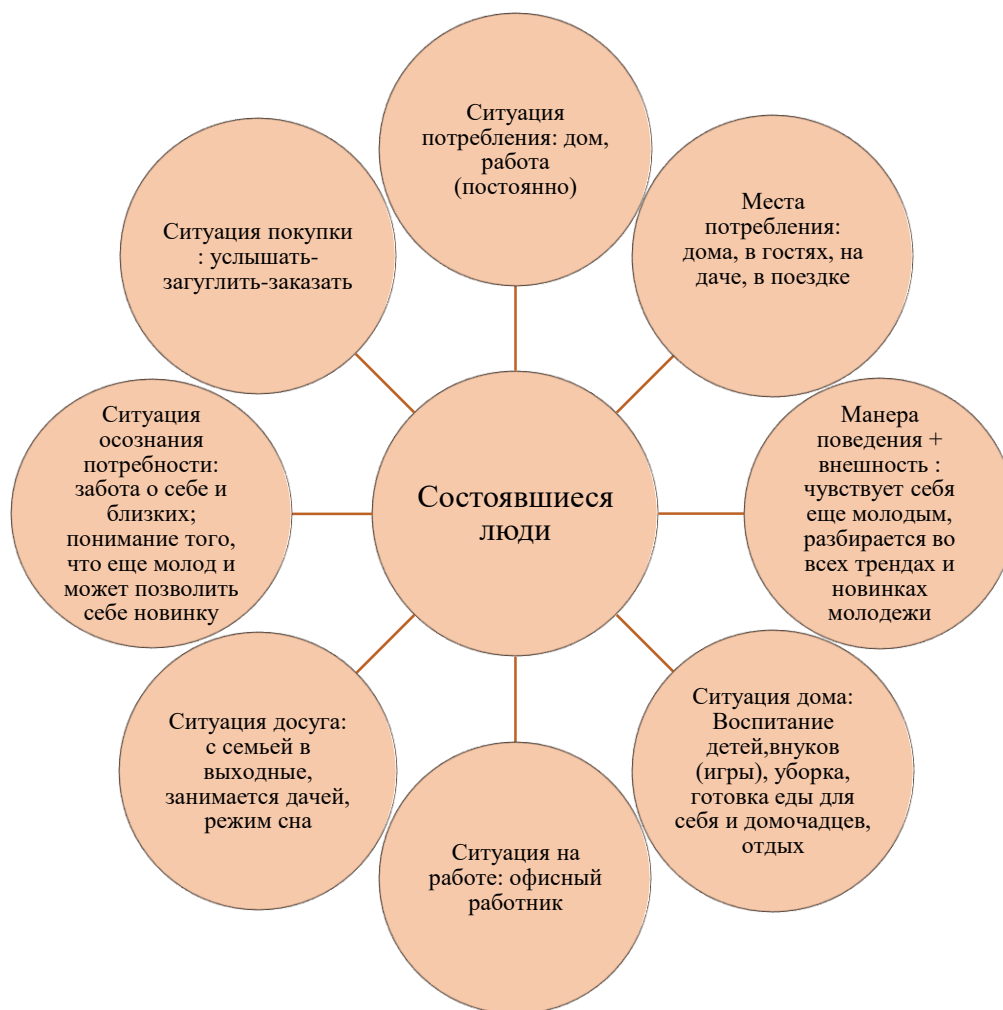 Ситуация
потребления: дом,
работа
(постоянно)
Места
потребления:
дома, в гостях, на
даче, в поездке
Манера
поведения +
внешность :
чувствует себя
еще молодым,
разбирается во
всех трендах и
новинках
молодежи
Ситуация дома:
Воспитание
детей,внуков
(игры), уборка,
готовка еды для
себя и домочадцев,
отдых
Ситуация на
работе: офисный
работник
Ситуация досуга:
с семьей в
выходные,
занимается дачей,
режим сна
Ситуация
осознания
потребности:
забота о себе и
близких;
понимание того,
что еще молод и
может позволить
себе новинку
Ситуация покупки
: услышать-
загуглить-заказать
Состоявшиеся
люди